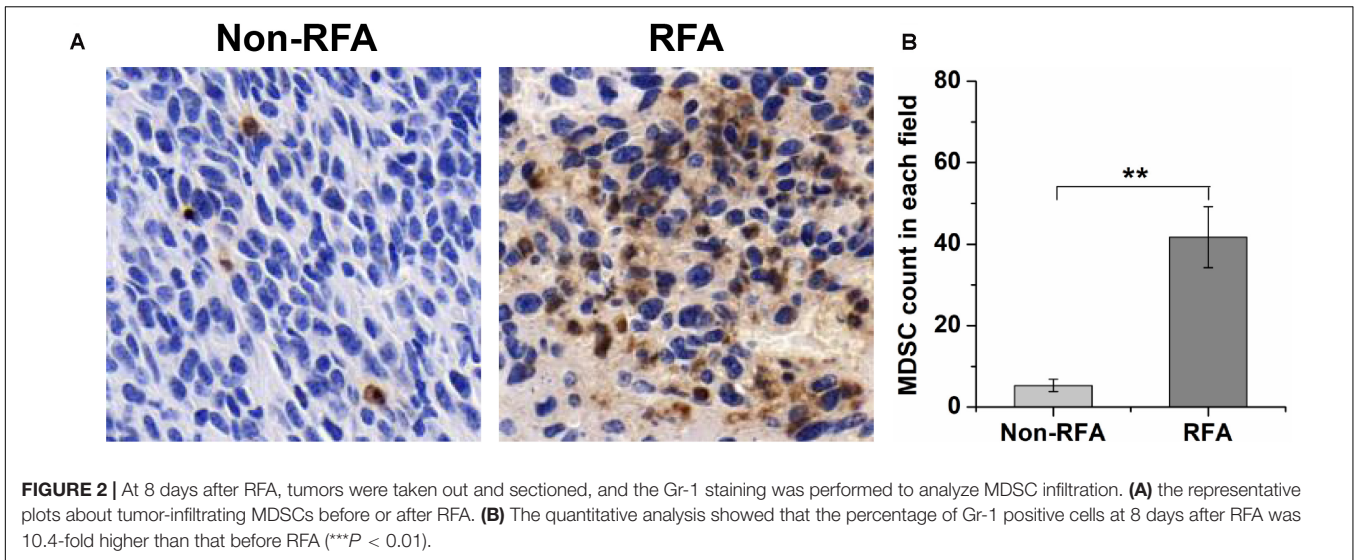 A Non-RFA RFA B
80
60
40
20
0
MDSC count in each field
**
Non-RFA RFA
FIGURE 2 | At 8 days after RFA, tumors were taken out and sectioned, and the Gr-1 staining was performed to analyze MDSC infiltration. (A) the representative
plots about tumor-infiltrating MDSCs before or after RFA. (B) The quantitative analysis showed that the percentage of Gr-1 positive cells at 8 days after RFA was
10.4-fold higher than that before RFA (***P < 0.01).